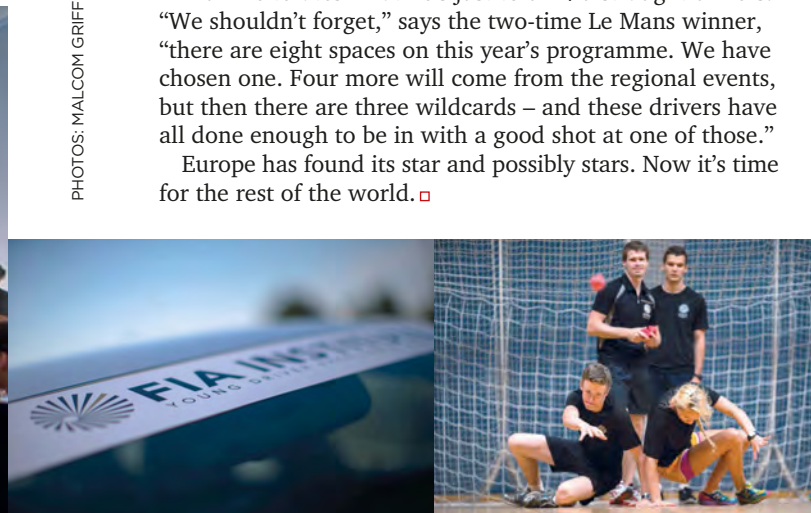 “We shouldn’t forget,” says the two-time Le Mans winner,
“there are eight spaces on this year’s programme. We have
chosen one. Four more will come from the regional events,
but then there are three wildcards – and these drivers have
all done enough to be in with a good shot at one of those.”
Europe has found its star and possibly stars. Now it’s time
for the rest of the world.
PHOTOS: MALCOM GRIFF
FIA INS
YOUNG DRIVER